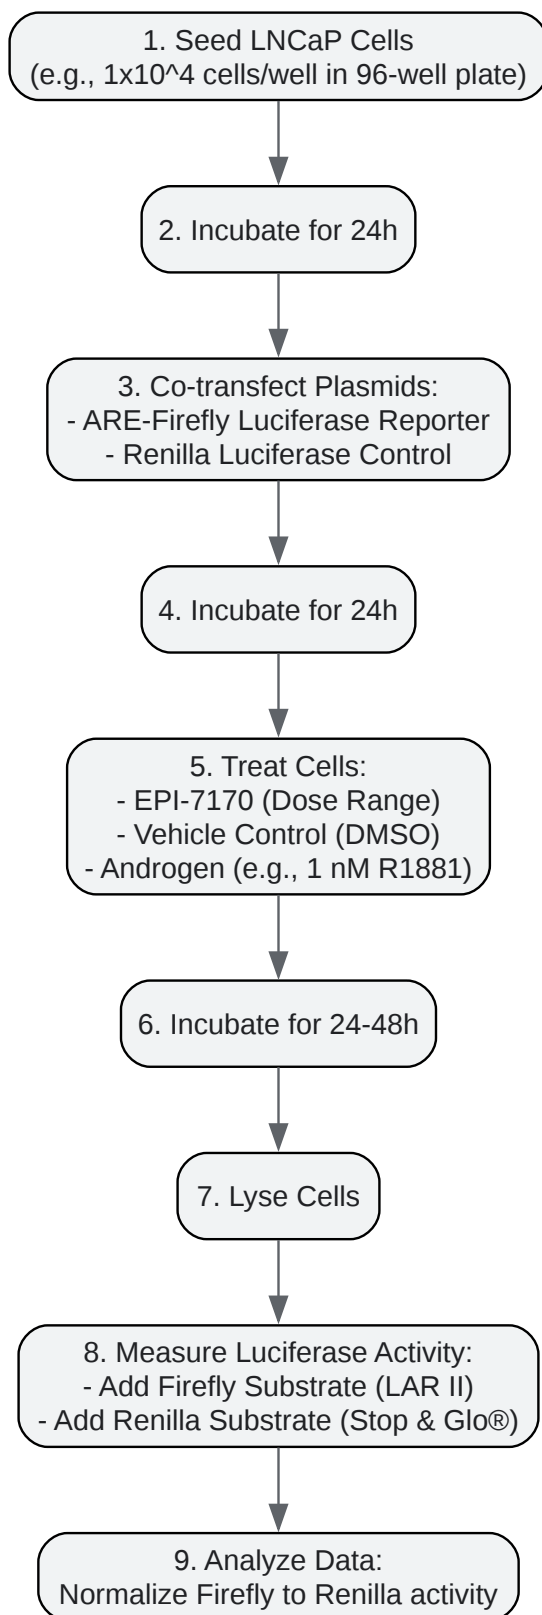 1. Seed LNCaP Cells
(e.g., 1x10^4 cells/well in 96-well plate)
2. Incubate for 24h
3. Co-transfect Plasmids:
- ARE-Firefly Luciferase Reporter
- Renilla Luciferase Control
4. Incubate for 24h
5. Treat Cells:
- EPI-7170 (Dose Range)
- Vehicle Control (DMSO)
- Androgen (e.g., 1 nM R1881)
6. Incubate for 24-48h
7. Lyse Cells
8. Measure Luciferase Activity:
- Add Firefly Substrate (LAR II)
- Add Renilla Substrate (Stop & Glo®)
9. Analyze Data:
Normalize Firefly to Renilla activity